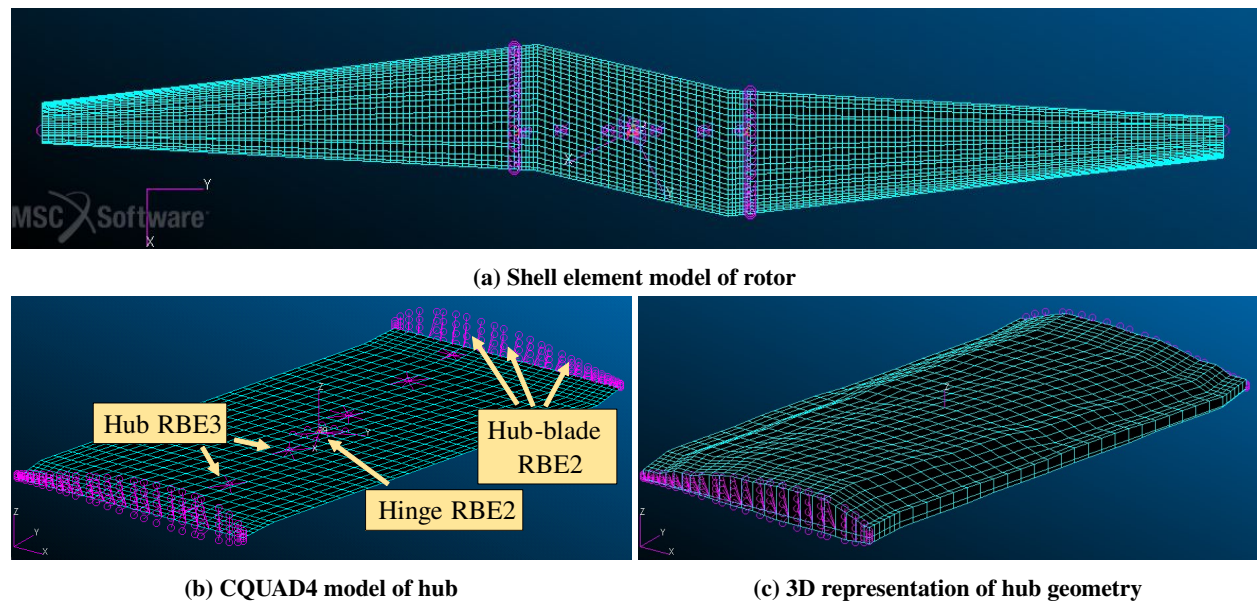 Y
X
Y
X
MSC Software
X
(a) Shell element model of rotor
Z
Y
X
Hub RBE3
Hub-blade
RBE2
Hinge RBE2
Z
Y
X
Z
Z
Y
X
(b) CQUAD4 model of hub
(c) 3D representation of hub geometry